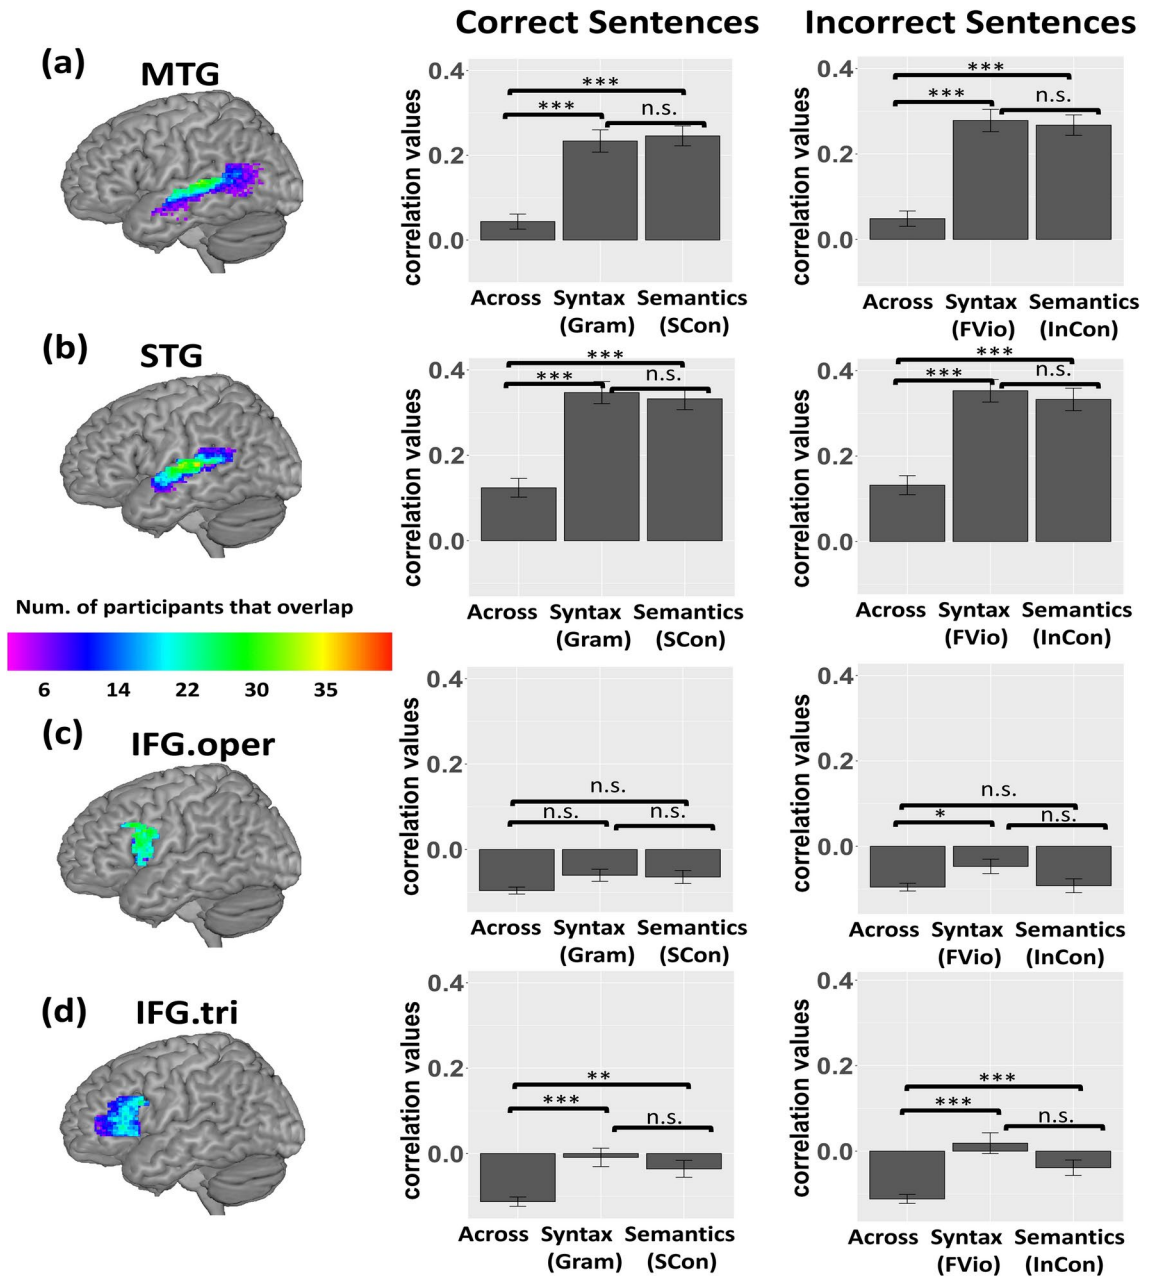 Correct Sentences
Incorrect Sentences
(a)
MTG
correlation values
0.4
0.2
0.0
***
***
n.s.
Across Syntax Semantics
(Gram) (SCon)
correlation values
0.4
0.2
0.0
***
***
n.s.
Across Syntax Semantics
(FVio) (InCon)
(b)
STG
correlation values
0.4
0.2
0.0
***
***
n.s.
Across Syntax Semantics
(Gram) (SCon)
correlation values
0.4
0.2
0.0
***
***
n.s.
Across Syntax Semantics
(FVio) (InCon)
Num. of participants that overlap
6 14 22 30 35
(c)
IFG.oper
correlation values
0.4
0.2
0.0
n.s.
n.s. n.s.
Across Syntax Semantics
(Gram) (SCon)
correlation values
0.4
0.2
0.0
n.s.
* n.s.
Across Syntax Semantics
(FVio) (InCon)
(d)
IFG.tri
correlation values
0.4
0.2
0.0
**
***
n.s.
Across Syntax Semantics
(Gram) (SCon)
correlation values
0.4
0.2
0.0
***
***
n.s.
Across Syntax Semantics
(FVio) (InCon)